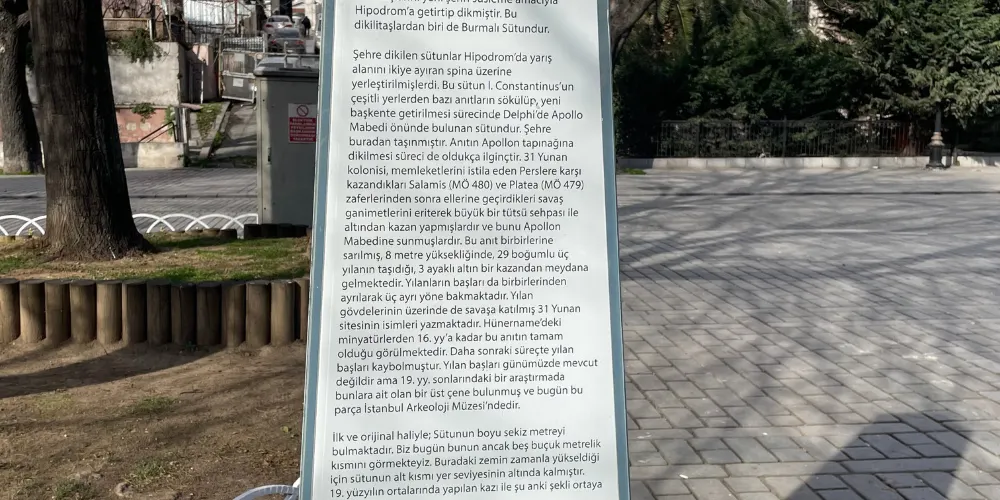 yeni şehri süsleme amacıyla
Hipodrom'a getirtip dikmiştir. Bu
dikilitaşlardan biri de Burmalı Sütundur.
Şehre dikilen sütunlar Hipodrom'da yarış
alanını ikiye ayıran spina üzerine
yerleştirilmişlerdi. Bu sütun I. Constantinus'un
çeşitli yerlerden bazı anıtların sökülüp, yeni
başkente getirilmesi sürecinde Delphi'de Apollo
Mabedi önünde bulunan sütundur. Şehre
buradan taşınmıştır. Anıtın Apollon tapınağına
dikilmesi süreci de oldukça ilginçtir. 31 Yunan
kolonisi, memleketlerini istila eden Perslere karşı
kazandıkları Salamis (MÖ 480) ve Platea (MÖ 479)
zaferlerinden sonra ellerine geçirdikleri savaş
ganimetlerini eriterek büyük bir tütsü sehpası ile
altından kazan yapmışlardır ve bunu Apollon
Mabedine sunmuşlardır. Bu anıt birbirlerine
sarılmış, 8 metre yüksekliğinde, 29 boğumlu üç
yılanın taşıdığı, 3 ayaklı altın bir kazandan meydana
gelmektedir. Yılanların başları da birbirlerinden
ayrılarak üç ayrı yöne bakmaktadır. Yılan
gövdelerinin üzerinde de savaşa katılmış 31 Yunan
sitesinin isimleri yazmaktadır. Hünername'deki
minyatürlerden 16. yy'a kadar bu anıtın tamam
olduğu görülmektedir. Daha sonraki süreçte yılan
başları kaybolmuştur. Yılan başları günümüzde mevcut
değildir ama 19. yy. sonlarındaki bir araştırmada
bunlara ait olan bir üst çene bulunmuş ve bugün bu
parça İstanbul Arkeoloji Müzesi'ndedir.
İlk ve orijinal haliyle; Sütunun boyu sekiz metreyi
bulmaktadır. Biz bugün bunun ancak beş buçuk metrelik
kısmını görmekteyiz. Buradaki zemin zamanla yükseldiği
için sütunun alt kısmı yer seviyesinin altında kalmıştır.
19. yüzyılın ortalarında yapılan kazı ile şu anki şekli ortaya